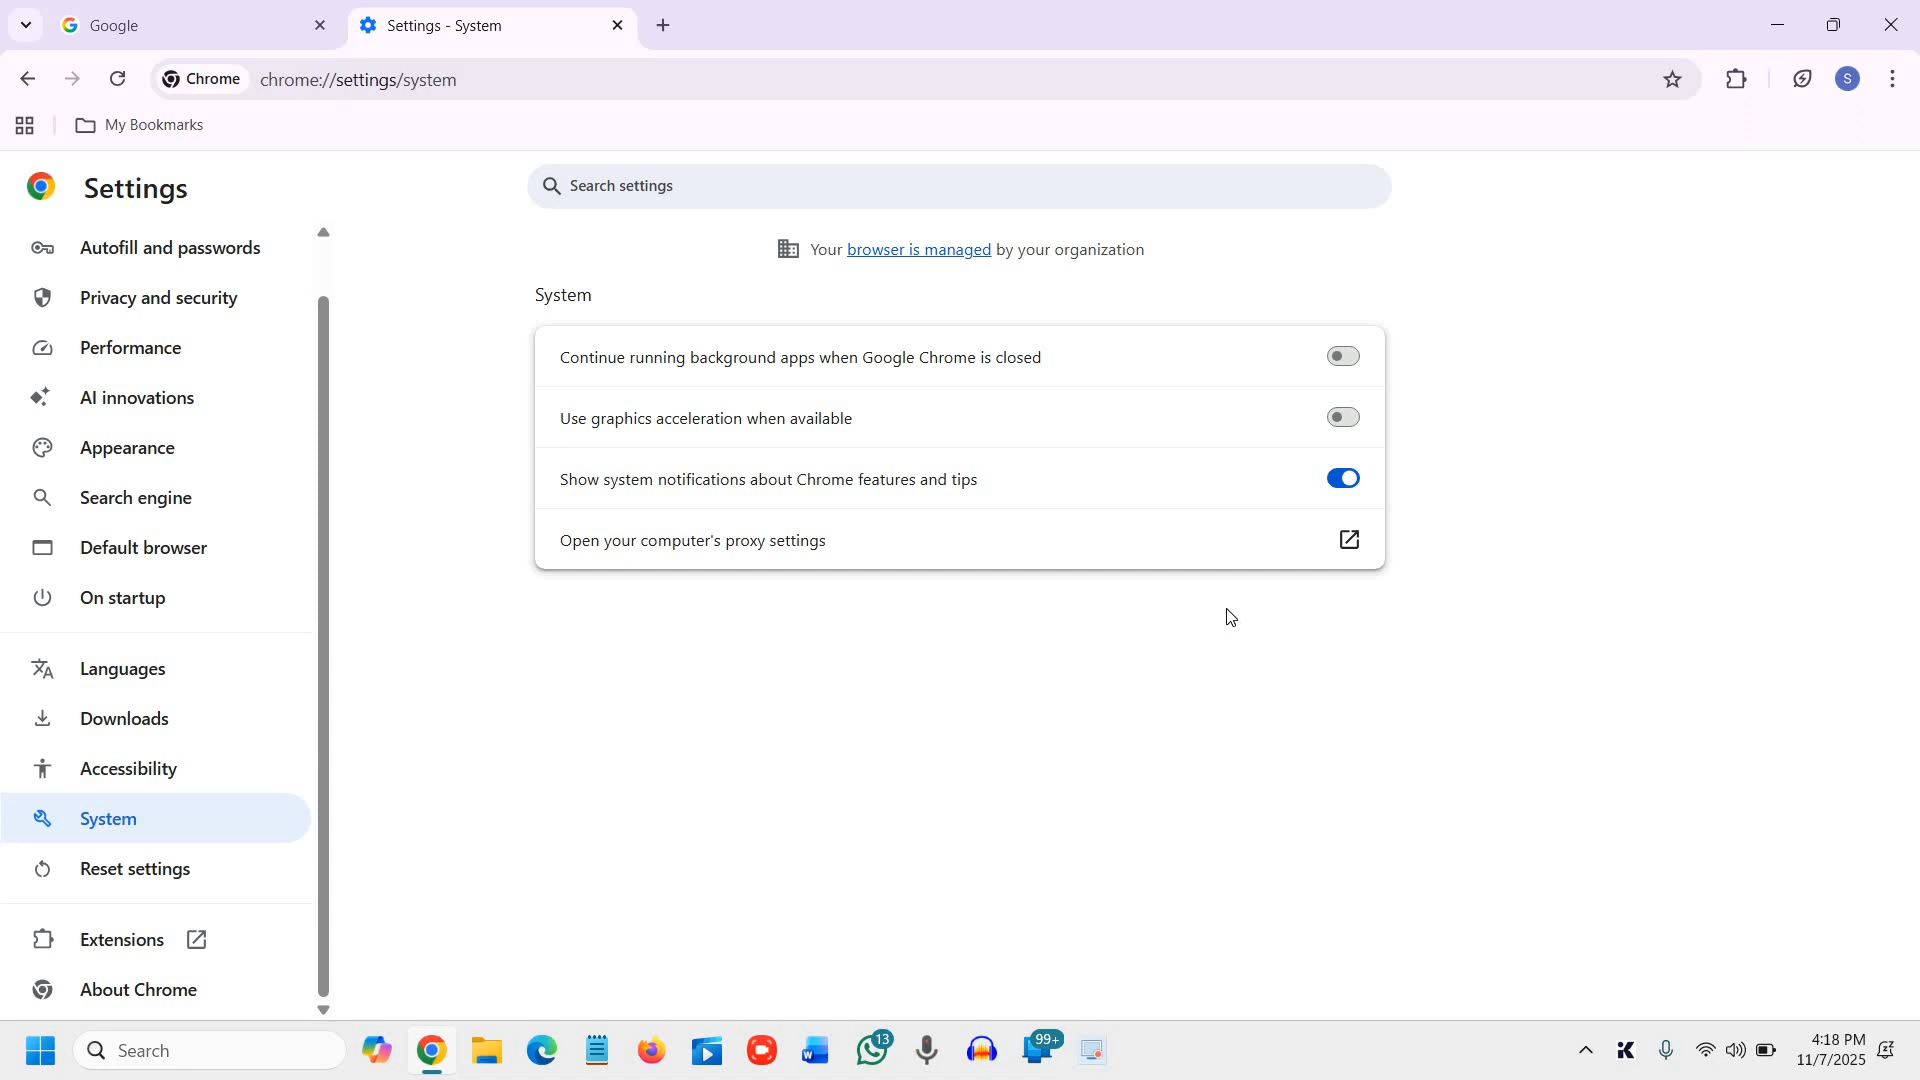 Google
Settings - System
Chrome
chrome://settings/system
S
My Bookmarks
Settings
Search settings
Autofill and passwords
Privacy and security
Performance
AI innovations
Appearance
Search engine
Default browser
On startup
Languages
Downloads
Accessibility
System
Reset settings
Extensions
About Chrome
Your browser is managed by your organization
System
Continue running background apps when Google Chrome is closed
Use graphics acceleration when available
Show system notifications about Chrome features and tips
Open your computer's proxy settings
Search
13
99+
4:18 PM
11/7/2025